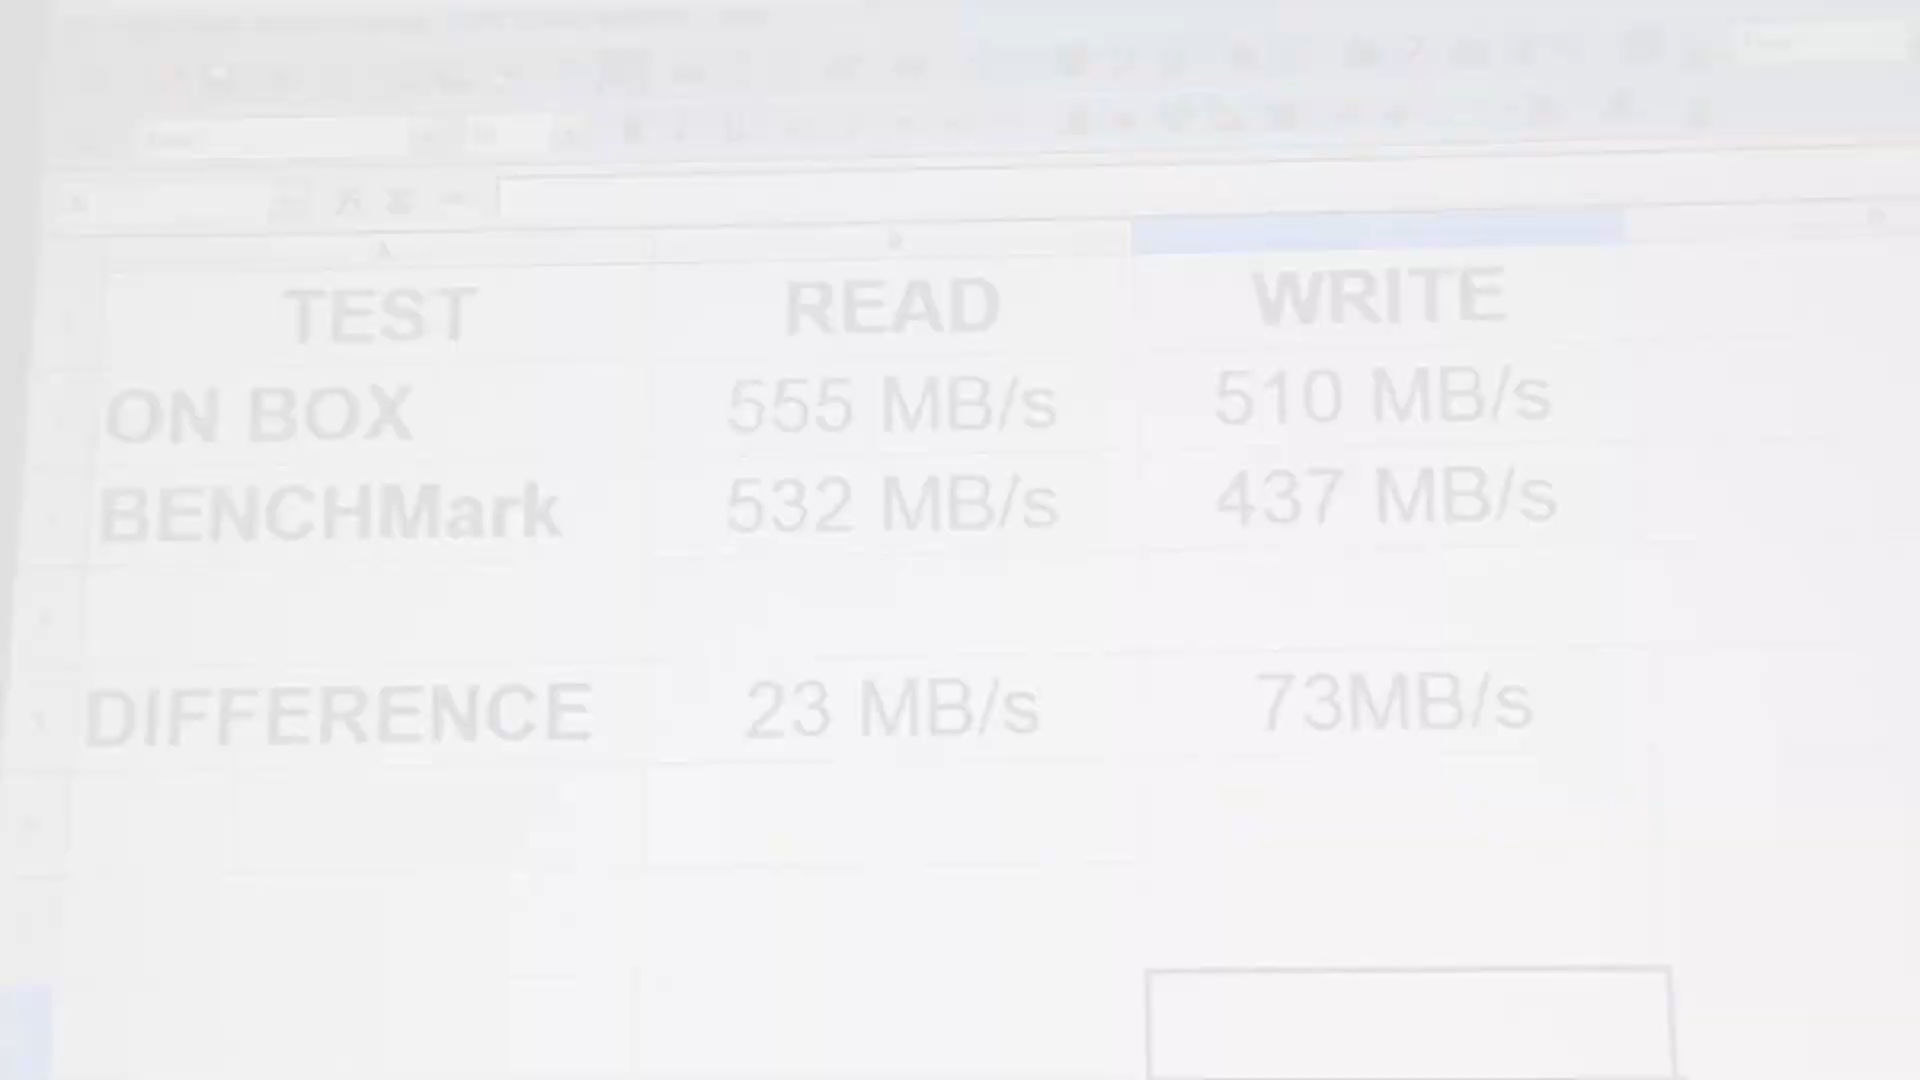 TEST READ WRITE
ON BOX 555 MB/s 510 MB/s
BENCHMark 532 MB/s 437 MB/s
DIFFERENCE 23 MB/s 73MB/s